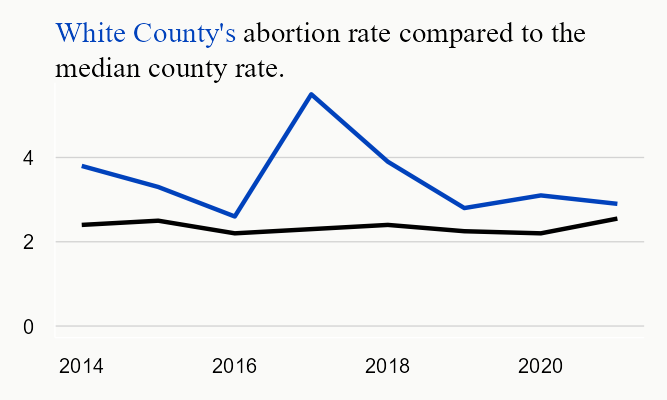 White County's abortion rate compared to the
median county rate.
4
2
0
2014 2016 2018 2020